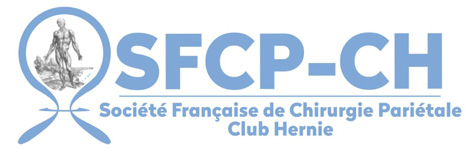 SFCP-CH
Société Française de Chirurgie Pariétale
Club Hernie